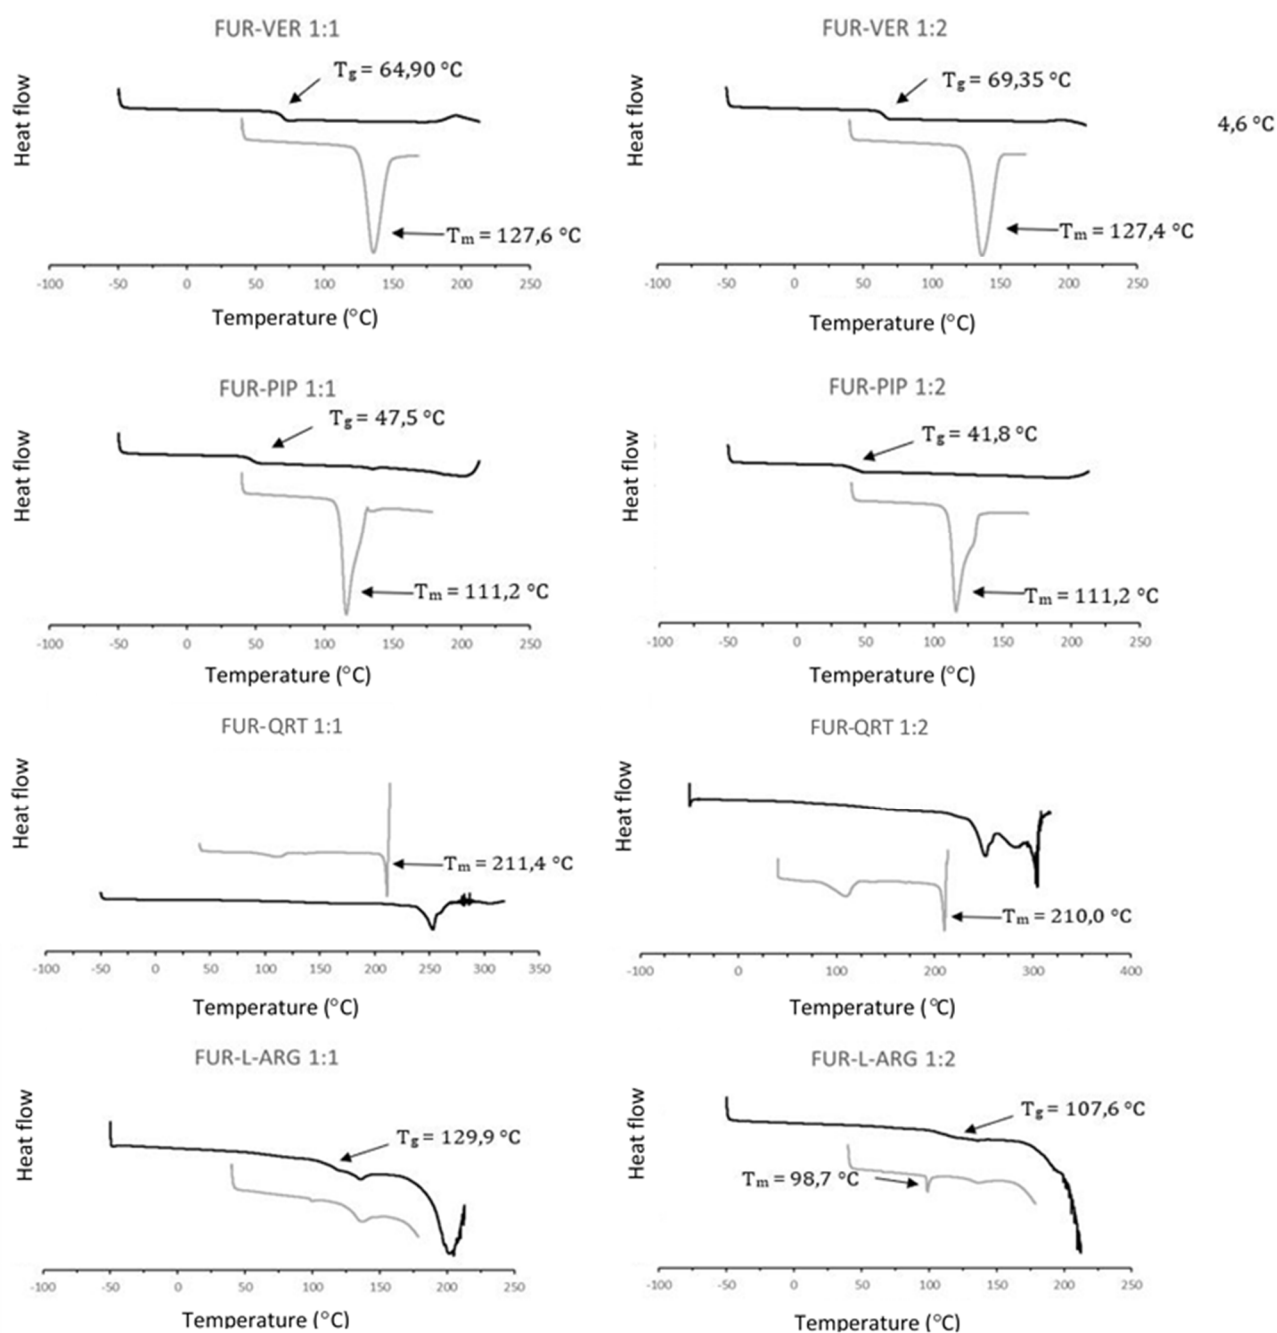 FUR-VER 1:1
Heat flow
Tg = 64,90 °C
Tm = 127,6 °C
-100 -50 0 50 100 150 200 250
Temperature (°C)
FUR-VER 1:2
Heat flow
Tg = 69,35 °C
4,6 °C
Tm = 127,4 °C
-100 -50 0 50 100 150 200 250
Temperature (°C)
FUR-PIP 1:1
Heat flow
Tg = 47,5 °C
Tm = 111,2 °C
-100 -50 0 50 100 150 200 250
Temperature (°C)
FUR-PIP 1:2
Heat flow
Tg = 41,8 °C
Tm = 111,2 °C
-100 -50 0 50 100 150 200 250
Temperature (°C)
FUR-QRT 1:1
Heat flow
Tm = 211,4 °C
-100 -50 0 50 100 150 200 250 300 350
Temperature (°C)
FUR-QRT 1:2
Heat flow
Tm = 210,0 °C
-100 0 100 200 300 400
Temperature (°C)
FUR-L-ARG 1:1
Heat flow
Tg = 129,9 °C
-100 -50 0 50 100 150 200 250
Temperature (°C)
FUR-L-ARG 1:2
Heat flow
Tg = 107,6 °C
Tm = 98,7 °C
-100 -50 0 50 100 150 200 250
Temperature (°C)